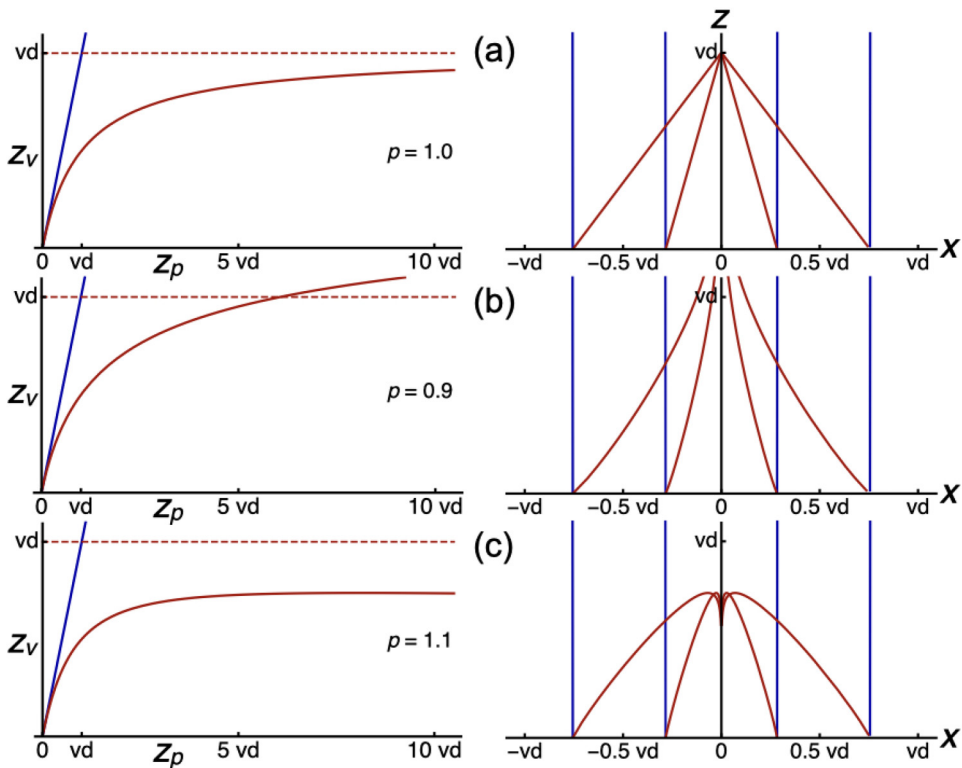 vd
z_v
p = 1.0
0 vd 5 vd 10 vd
z_p
(a)
z
vd
−vd −0.5 vd 0 0.5 vd vd
x
vd
z_v
p = 0.9
0 vd 5 vd 10 vd
z_p
(b)
vd
−vd −0.5 vd 0 0.5 vd vd
x
vd
z_v
p = 1.1
0 vd 5 vd 10 vd
z_p
(c)
vd
−vd −0.5 vd 0 0.5 vd vd
x